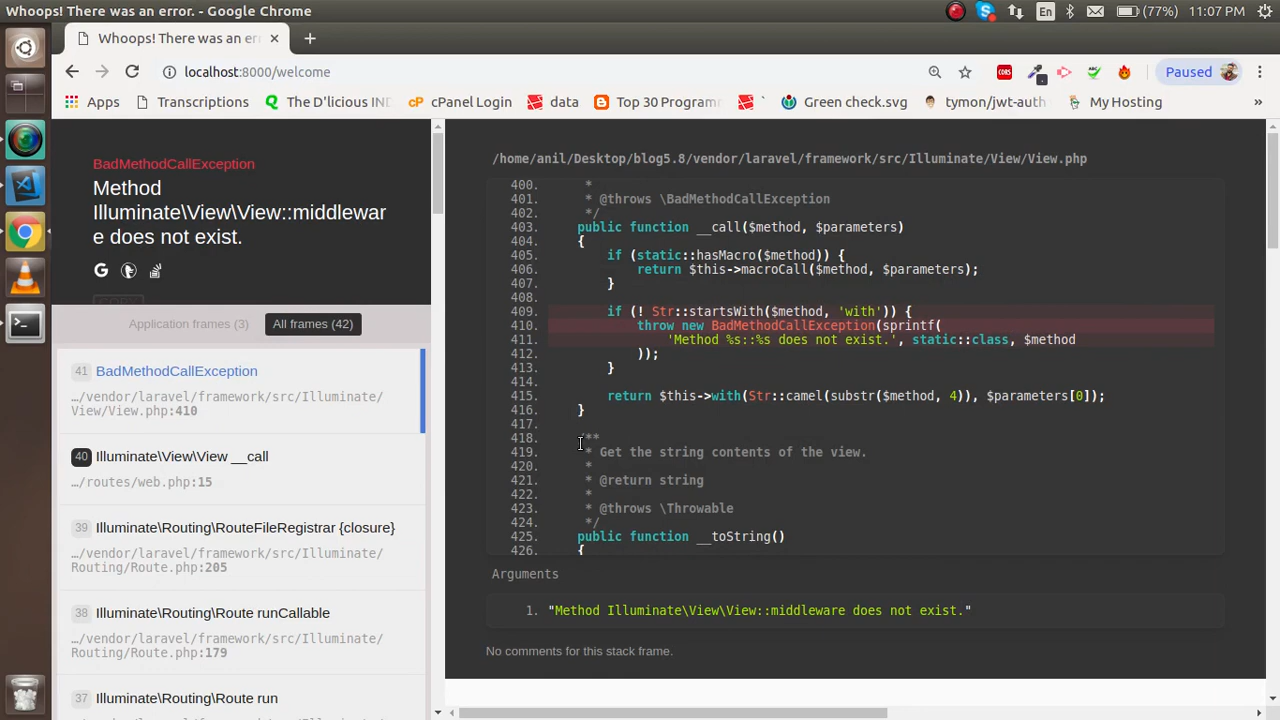 Whoops! There was an error. - Google Chrome
En
(77%)
11:07 PM
Whoops! There was an err
localhost:8000/welcome
Paused
Apps
Transcriptions
The D'licious IND
cPanel Login
data
Top 30 Programm
`
Green check.svg
tymon/jwt-auth
My Hosting
»
BadMethodCallException
Method
Illuminate\View\View::middlewar
e does not exist.
COPY
Application frames (3)
All frames (42)
41 BadMethodCallException
…/vendor/laravel/framework/src/Illuminate/
View/View.php:410
40 Illuminate\View\View __call
…/routes/web.php:15
39 Illuminate\Routing\RouteFileRegistrar {closure}
…/vendor/laravel/framework/src/Illuminate/
Routing/Route.php:205
38 Illuminate\Routing\Route runCallable
…/vendor/laravel/framework/src/Illuminate/
Routing/Route.php:179
37 Illuminate\Routing\Route run
/home/anil/Desktop/blog5.8/vendor/laravel/framework/src/Illuminate/View/View.php
400. *
401. * @throws \BadMethodCallException
402. */
403. public function __call($method, $parameters)
404. {
405. if (static::hasMacro($method)) {
406. return $this->macroCall($method, $parameters);
407. }
408.
409. if (! Str::startsWith($method, 'with')) {
410. throw new BadMethodCallException(sprintf(
411. 'Method %s::%s does not exist.', static::class, $method
412. ));
413. }
414.
415. return $this->with(Str::camel(substr($method, 4)), $parameters[0]);
416. }
417.
418. /**
419. * Get the string contents of the view.
420. *
421. * @return string
422. *
423. * @throws \Throwable
424. */
425. public function __toString()
426. {
Arguments
1. "Method Illuminate\View\View::middleware does not exist."
No comments for this stack frame.